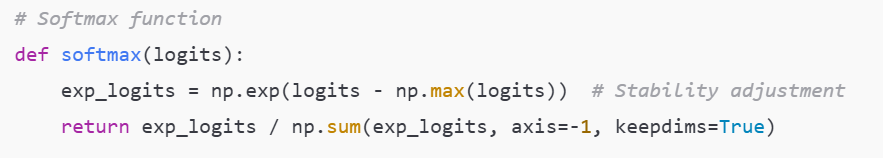 # Softmax function
def softmax(logits):
    exp_logits = np.exp(logits - np.max(logits))  # Stability adjustment
    return exp_logits / np.sum(exp_logits, axis=-1, keepdims=True)